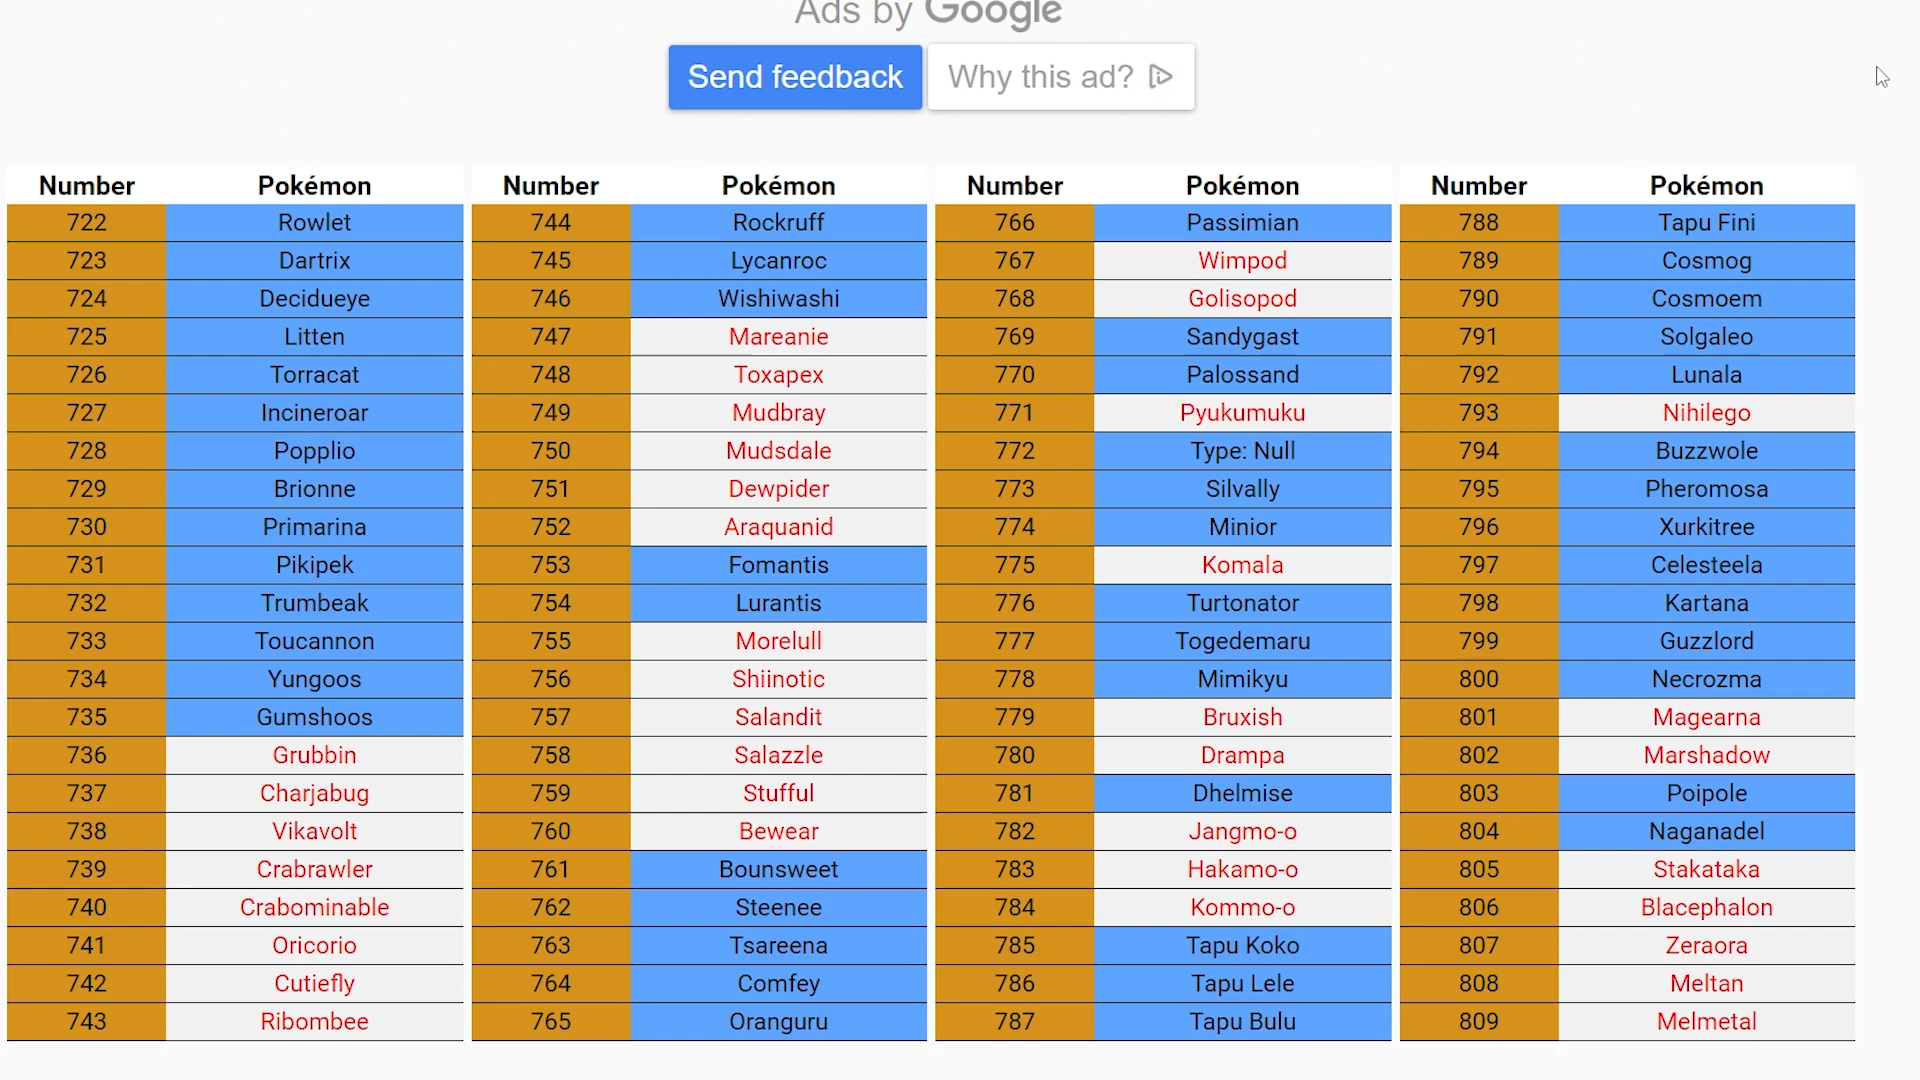 Ads by Google
Send feedback Why this ad?
Number Pokémon Number Pokémon Number Pokémon Number Pokémon
722 Rowlet 744 Rockruff 766 Passimian 788 Tapu Fini
723 Dartrix 745 Lycanroc 767 Wimpod 789 Cosmog
724 Decidueye 746 Wishiwashi 768 Golisopod 790 Cosmoem
725 Litten 747 Mareanie 769 Sandygast 791 Solgaleo
726 Torracat 748 Toxapex 770 Palossand 792 Lunala
727 Incineroar 749 Mudbray 771 Pyukumuku 793 Nihilego
728 Popplio 750 Mudsdale 772 Type: Null 794 Buzzwole
729 Brionne 751 Dewpider 773 Silvally 795 Pheromosa
730 Primarina 752 Araquanid 774 Minior 796 Xurkitree
731 Pikipek 753 Fomantis 775 Komala 797 Celesteela
732 Trumbeak 754 Lurantis 776 Turtonator 798 Kartana
733 Toucannon 755 Morelull 777 Togedemaru 799 Guzzlord
734 Yungoos 756 Shiinotic 778 Mimikyu 800 Necrozma
735 Gumshoos 757 Salandit 779 Bruxish 801 Magearna
736 Grubbin 758 Salazzle 780 Drampa 802 Marshadow
737 Charjabug 759 Stufful 781 Dhelmise 803 Poipole
738 Vikavolt 760 Bewear 782 Jangmo-o 804 Naganadel
739 Crabrawler 761 Bounsweet 783 Hakamo-o 805 Stakataka
740 Crabominable 762 Steenee 784 Kommo-o 806 Blacephalon
741 Oricorio 763 Tsareena 785 Tapu Koko 807 Zeraora
742 Cutiefly 764 Comfey 786 Tapu Lele 808 Meltan
743 Ribombee 765 Oranguru 787 Tapu Bulu 809 Melmetal